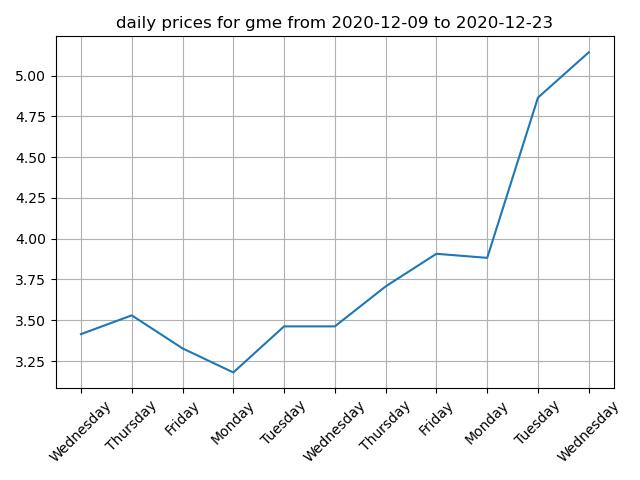 daily prices for gme from 2020-12-09 to 2020-12-23
5.00
4.75
4.50
4.25
4.00
3.75
3.50
3.25
Wednesday
Thursday
Friday
Monday
Tuesday
Wednesday
Thursday
Friday
Monday
Tuesday
Wednesday